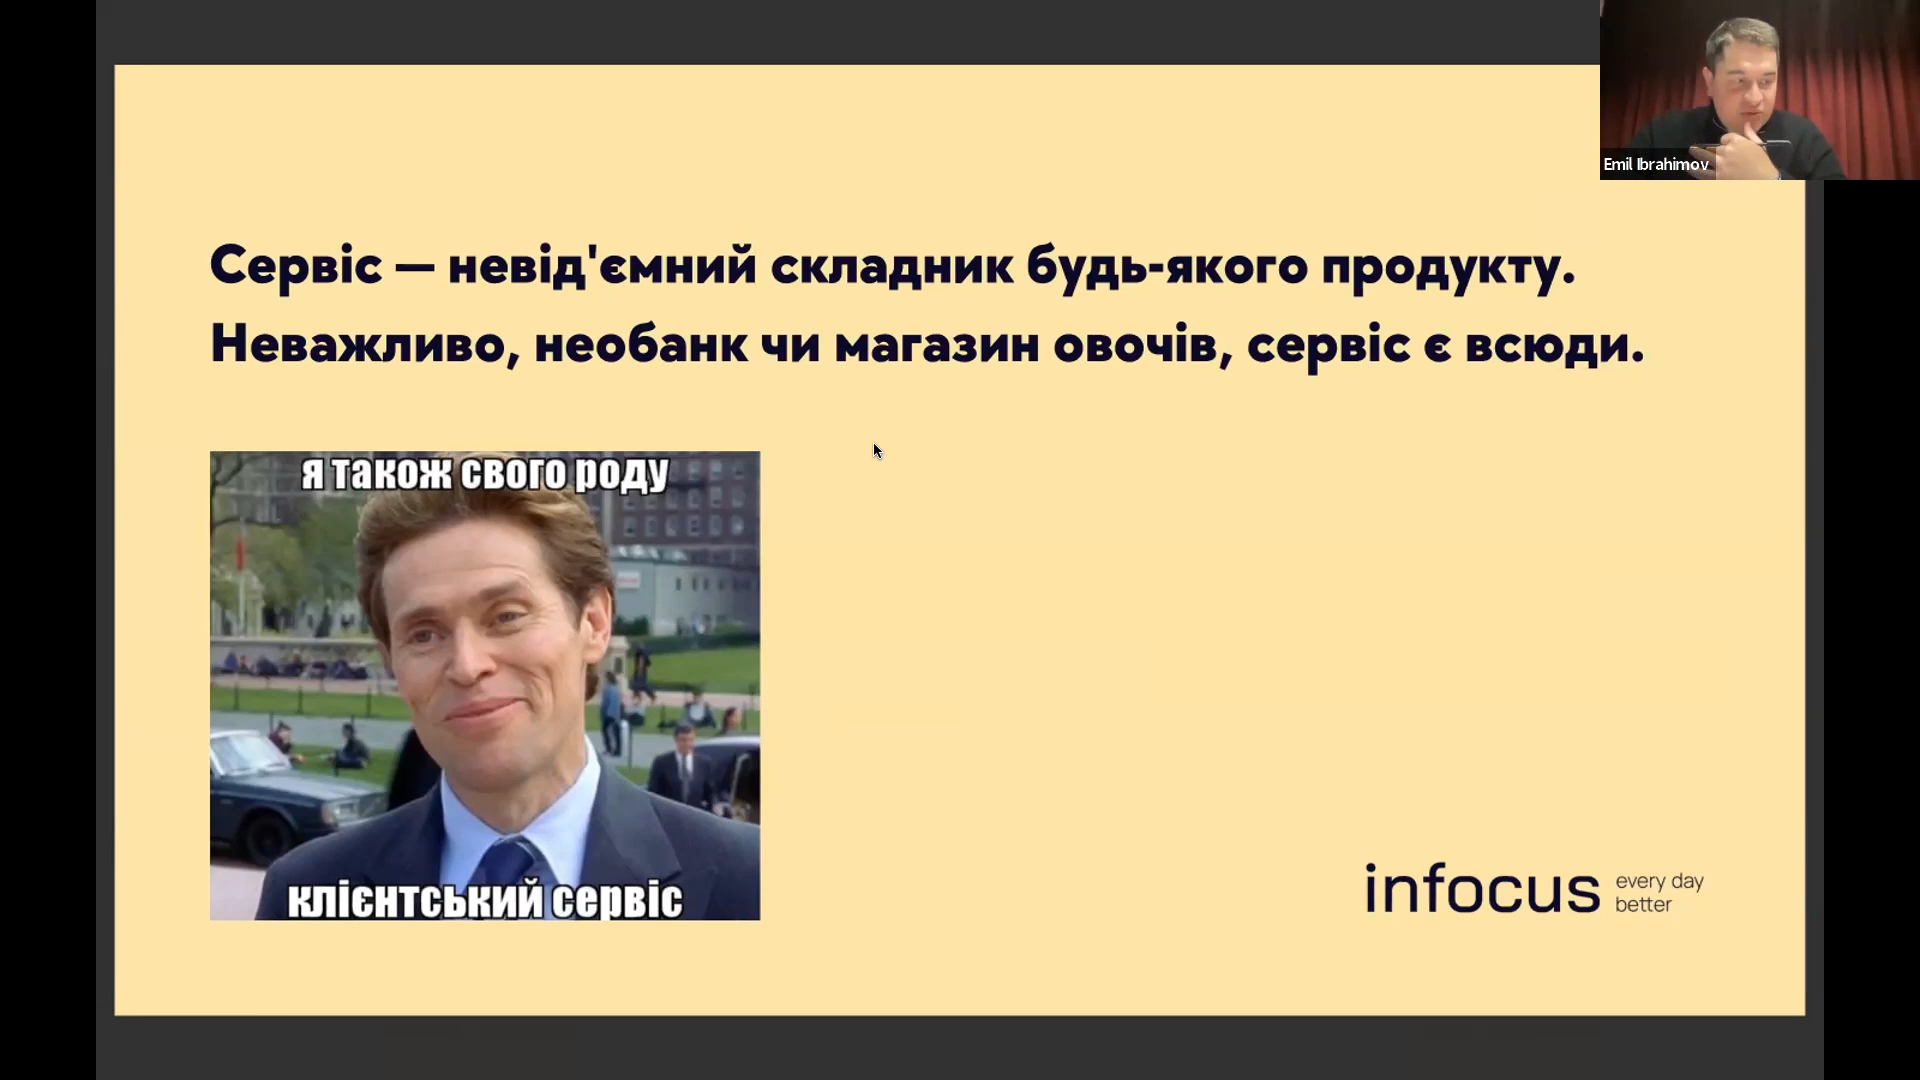 Emil Ibrahimov
Сервіс — невід'ємний складник будь-якого продукту.
Неважливо, необанк чи магазин овочів, сервіс є всюди.
я також свого роду
клієнтський сервіс
infocus
every day
better